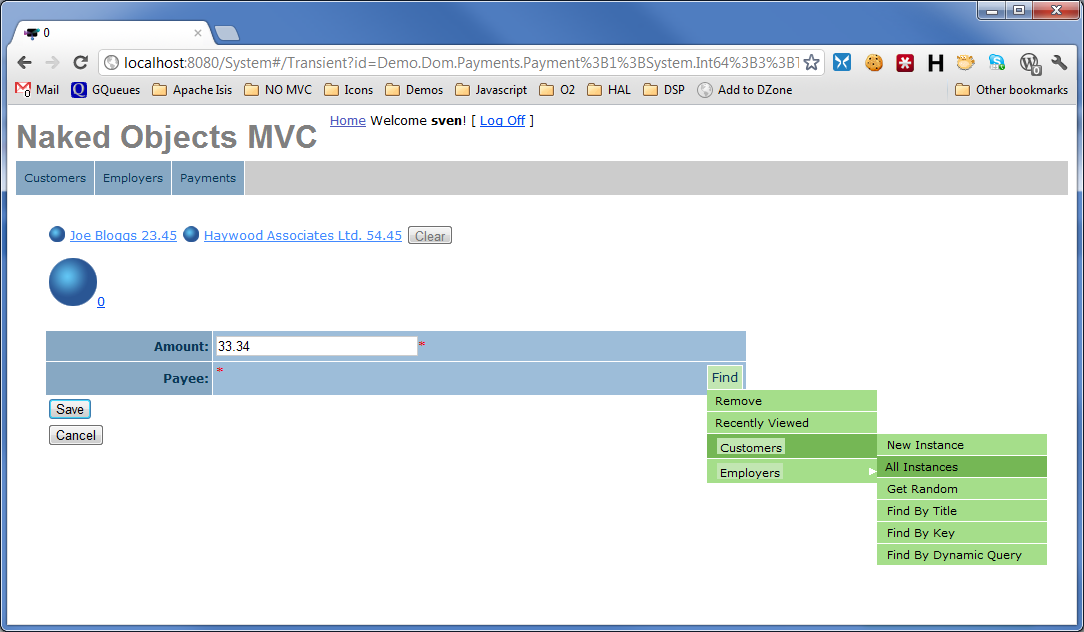 0
localhost:8080/System#/Transient?id=Demo.Dom.Payments.Payment%3B1%3BSystem.Int64%3B3%3B
Mail GQueues Apache Isis NO MVC Icons Demos Javascript O2 HAL DSP Add to DZone Other bookmarks
Naked Objects MVC
Home Welcome sven! [ Log Off ]
Customers Employers Payments
Joe Bloggs 23.45 Haywood Associates Ltd. 54.45 Clear
0
Amount: 33.34 *
Payee: * Find
Save
Cancel
Remove
Recently Viewed
Customers
Employers
New Instance
All Instances
Get Random
Find By Title
Find By Key
Find By Dynamic Query